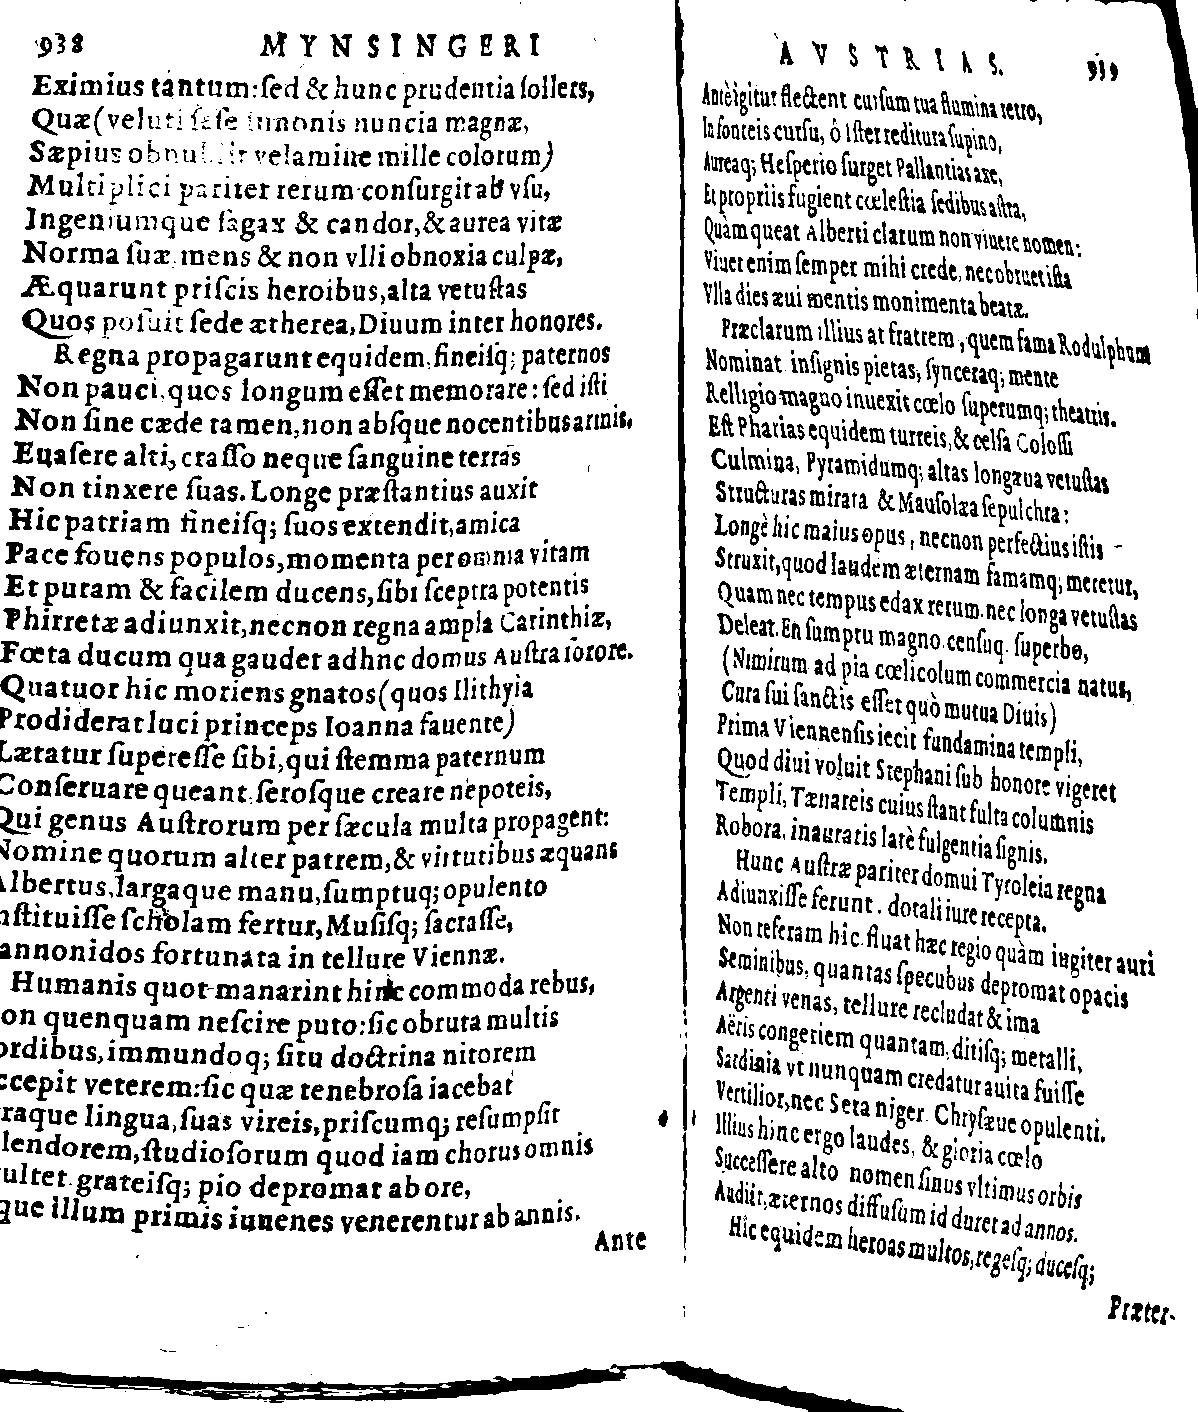 938 MYNSINGERI
Eximius tantum: ſed & hunc prudentia ſollers,
Quæ (veluti ſeſe Iunonis nuncia magnæ,
Sæpius velamine mille colorum)
Multiplici pariter rerum conſurgit ab vſu,
Ingeniumque ſagax & candor, & aurea vitæ
Norma ſuæ, mens & non vlli obnoxia culpæ,
Æquarunt priſcis heroibus, alta vetuſtas
Quos poſuit ſede ætherea, Diuum inter honores.
Regna propagarunt equidem, fineiſq; paternos
Non pauci, quos longum eſſet memorare: ſed iſti
Non ſine cæde tamen, non abſque nocentibus armis,
Euaſere alti, craſſo neque ſanguine terras
Non tinxere ſuas. Longe præſtantius auxit
Hic patriam fineiſq; ſuos extendit, amica
Pace fouens populos, momenta per omnia vitam
Et puram & facilem ducens, ſibi ſceptra potentis
Phirretæ adiunxit, necnon regna ampla Carinthiæ,
Fœta ducum qua gaudet adhnc domus Auſtra ſorore.
Quatuor hic moriens gnatos (quos Ilithyia
Prodiderat luci princeps Ioanna fauente)
Lætatur ſupereſſe ſibi, qui ſtemma paternum
Conſeruare queant, ſeroſque creare nepoteis,
Qui genus Auſtrorum per ſæcula multa propagent:
Nomine quorum alter patrem, & virtutibus æquans
Albertus, largaque manu, ſumptuq; opulento
nſtituiſſe ſcholam fertur, Muſiſq; ſacraſſe,
annonidos fortunata in tellure Viennæ.
Humanis quot manarint hinc commoda rebus,
on quenquam neſcire puto: ſic obruta multis
ordibus, immundoq; ſitu doctrina nitorem
ccepit veterem: ſic quæ tenebroſa iacebat
raque lingua, ſuas vireis, priſcumq; reſumpſit
lendorem, ſtudioſorum quod iam chorus omnis
ultet grateiſq; pio depromat ab ore,
que illum primis iuuenes venerentur ab annis.
Ante
AVSTRIAS. 939
Antè igitur flectent curſum tua flumina retro,
In fonteis curſu, ô Iſter reditura ſupino,
Aureaq; Heſperio ſurget Pallantias axe,
Et propriis fugient cœleſtia ſedibus aſtra,
Quàm queat Alberti clarum non viuere nomen:
Viuet enim ſemper mihi crede, nec obruet iſta
Vlla dies æui mentis monimenta beatæ.
Præclarum illius at fratrem, quem fama Rodulphum
Nominat inſignis pietas, ſynceraq; mente
Relligio magno inuexit cœlo ſuperumq; theatris.
Eſt Pharias equidem turreis, & celſa Coloſſi
Culmina, Pyramidumq; altas longæua vetuſtas
Structuras mirata & Mauſolæa ſepulchra:
Longè hic maius opus, necnon perfectius iſtis
Struxit, quod laudem æternam famamq; meretur,
Quam nec tempus edax rerum, nec longa vetuſtas
Deleat. En ſumptu magno cenſuq. ſuperbo,
(Nimirum ad pia cœlicolum commercia natus,
Cura ſui ſanctis eſſet quò mutua Diuis)
Prima Viennenſis iecit fundamina templi,
Quod diui voluit Stephani ſub honore vigeret
Templi, Tænareis cuius ſtant fulta columnis
Robora, inauratis latè fulgentia ſignis.
Hunc Auſtræ pariter domui Tyroleia regna
Adiunxiſſe ferunt, dotali iure recepta.
Non referam hic, fluat hæc regio quàm iugiter auri
Seminibus, quantas ſpecubus depromat opacis
Argenti venas, tellure recludat & ima
Aëris congeriem quantam, ditiſq; metalli,
Sardinia vt nunquam credatur auita fuiſſe
Vertilior, nec Sera niger Chryſæue opulenti.
Illius hinc ergo laudes, & gloria cœlo
Succeſſere alto nomen ſinus vltimus orbis
Audiit, æternos diffuſum id duret ad annos.
Hic equidem heroas multos, regeſq; duceſq;
Præter-